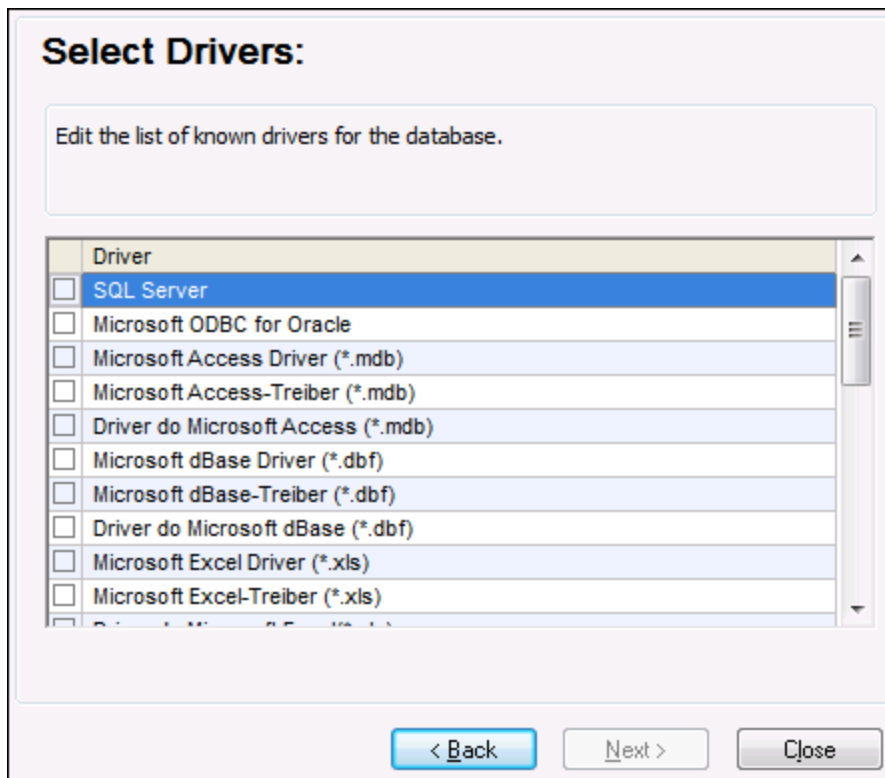 Select Drivers:
Edit the list of known drivers for the database.
Driver
SQL Server
Microsoft ODBC for Oracle
Microsoft Access Driver (*.mdb)
Microsoft Access-Treiber (*.mdb)
Driver do Microsoft Access (*.mdb)
Microsoft dBase Driver (*.dbf)
Microsoft dBase-Treiber (*.dbf)
Driver do Microsoft dBase (*.dbf)
Microsoft Excel Driver (*.xls)
Microsoft Excel-Treiber (*.xls)
< Back Next > Close